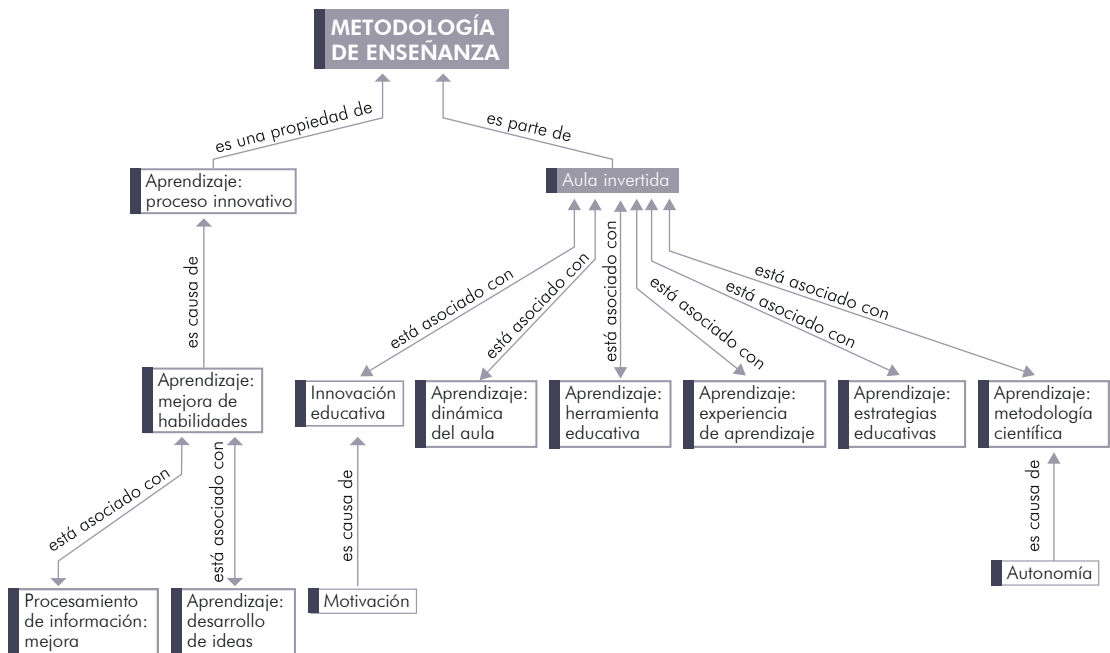 METODOLOGÍA
DE ENSEÑANZA
es una propiedad de
es parte de
Aprendizaje:
proceso innovativo
Aula invertida
es causa de
está asociado con
está asociado con
está asociado con
está asociado con
está asociado con
está asociado con
Aprendizaje:
mejora de
habilidades
Innovación
educativa
Aprendizaje:
dinámica
del aula
Aprendizaje:
herramienta
educativa
Aprendizaje:
experiencia
de aprendizaje
Aprendizaje:
estrategias
educativas
Aprendizaje:
metodología
científica
está asociado con
está asociado con
es causa de
es causa de
Procesamiento
de información:
mejora
Aprendizaje:
desarrollo
de ideas
Motivación
Autonomía